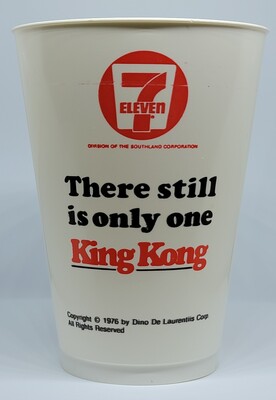 7
ELEVEN
DIVISION OF THE SOUTHLAND CORPORATION
There still
is only one
King Kong
Copyright © 1976 by Dino De Laurentiis Corp.
All Rights Reserved